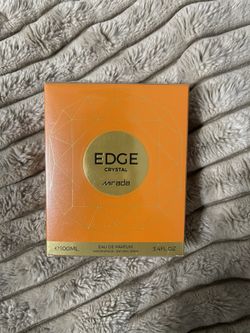 EDGE
CRYSTAL
mirada
EAU DE PARFUM
℮100ML
3.4FL.OZ